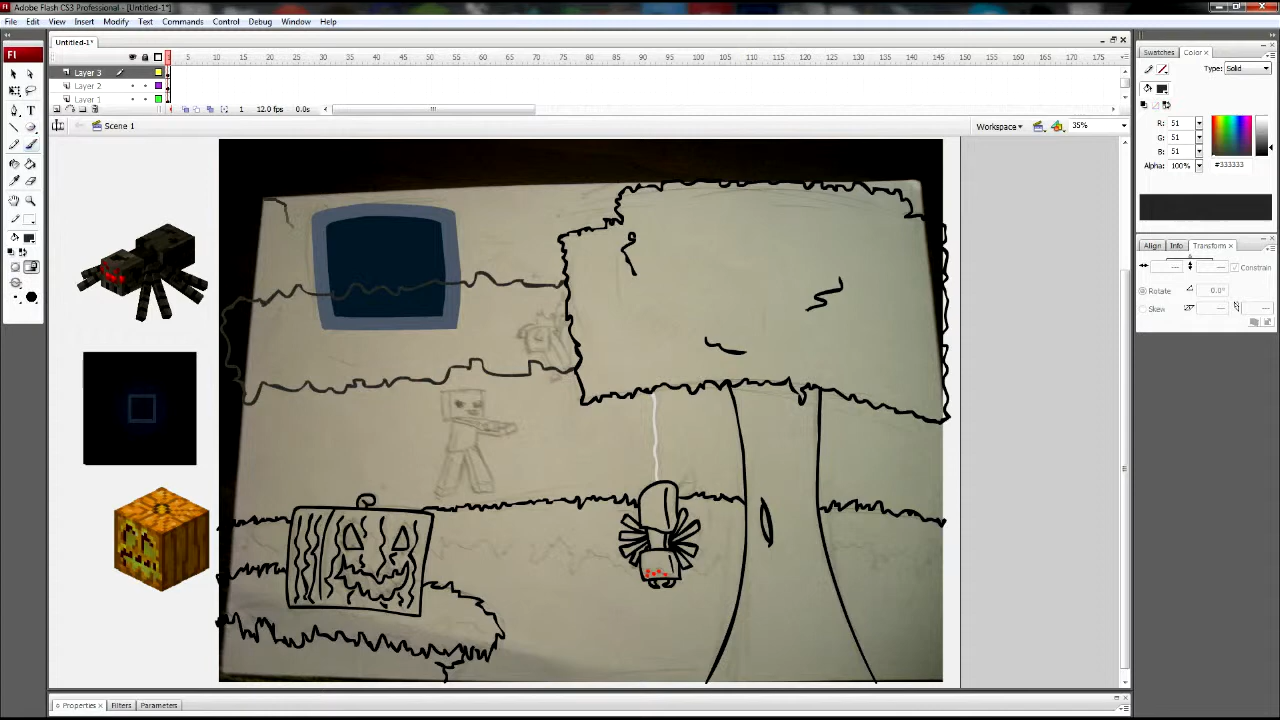 Adobe Flash CS3 Professional - [Untitled-1*]
File Edit View Insert Modify Text Commands Control Debug Window Help
Fl
Untitled-1*
5 10 15 20 25 30 35 40 45 50 55 60 65 70 75 80 85 90 95 100 105 110 115 120 125 130 135 140 145 150 155 160 165 170 175
Layer 3
Layer 2
Layer 1
1 12.0 fps 0.0s
Scene 1
Workspace
35%
Swatches Color
Type: Solid
R: 51
G: 51
B: 51
Alpha: 100%
#333333
Align Info Transform
Constrain
Rotate 0.0°
Skew
Properties Filters Parameters